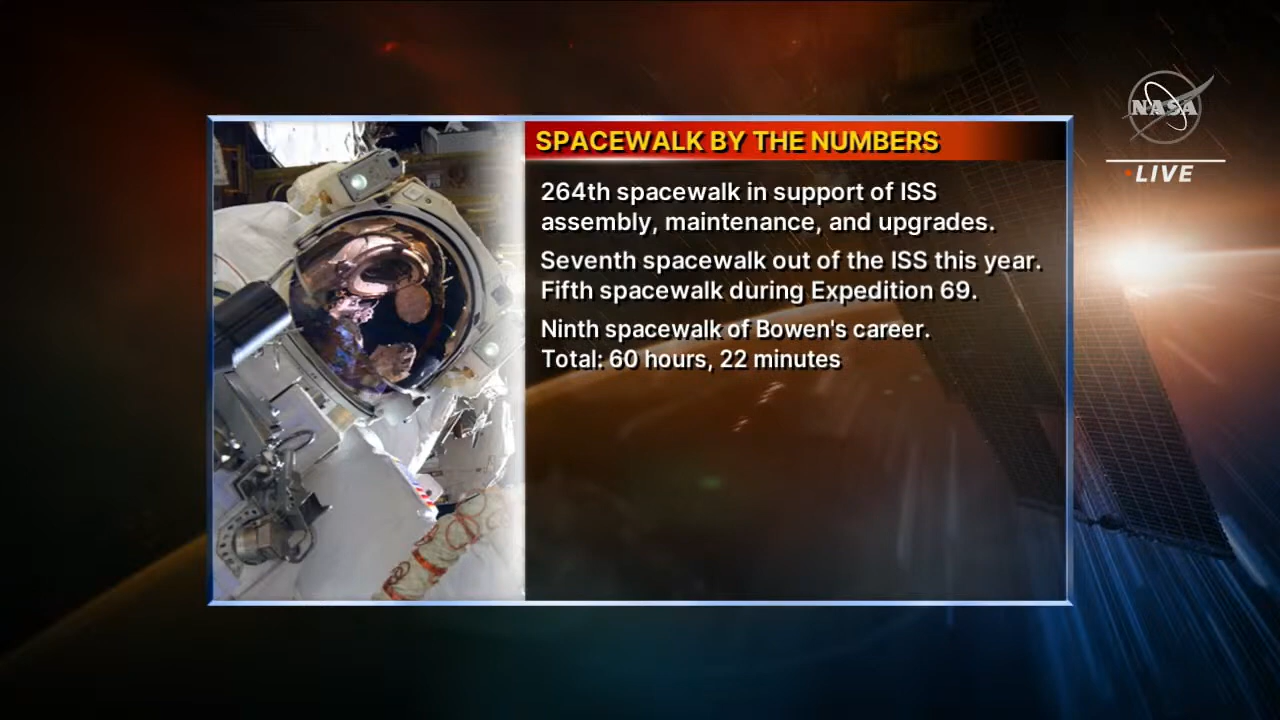 SPACEWALK BY THE NUMBERS
264th spacewalk in support of ISS
assembly, maintenance, and upgrades.
Seventh spacewalk out of the ISS this year.
Fifth spacewalk during Expedition 69.
Ninth spacewalk of Bowen's career.
Total: 60 hours, 22 minutes
NASA
LIVE